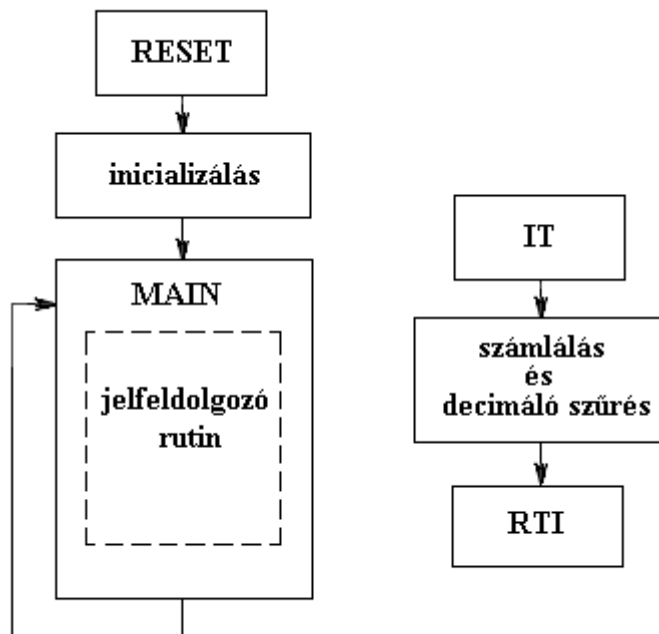 RESET
inicializálás
MAIN
jelfeldolgozó
rutin
IT
számlálás
és
decimáló szűrés
RTI